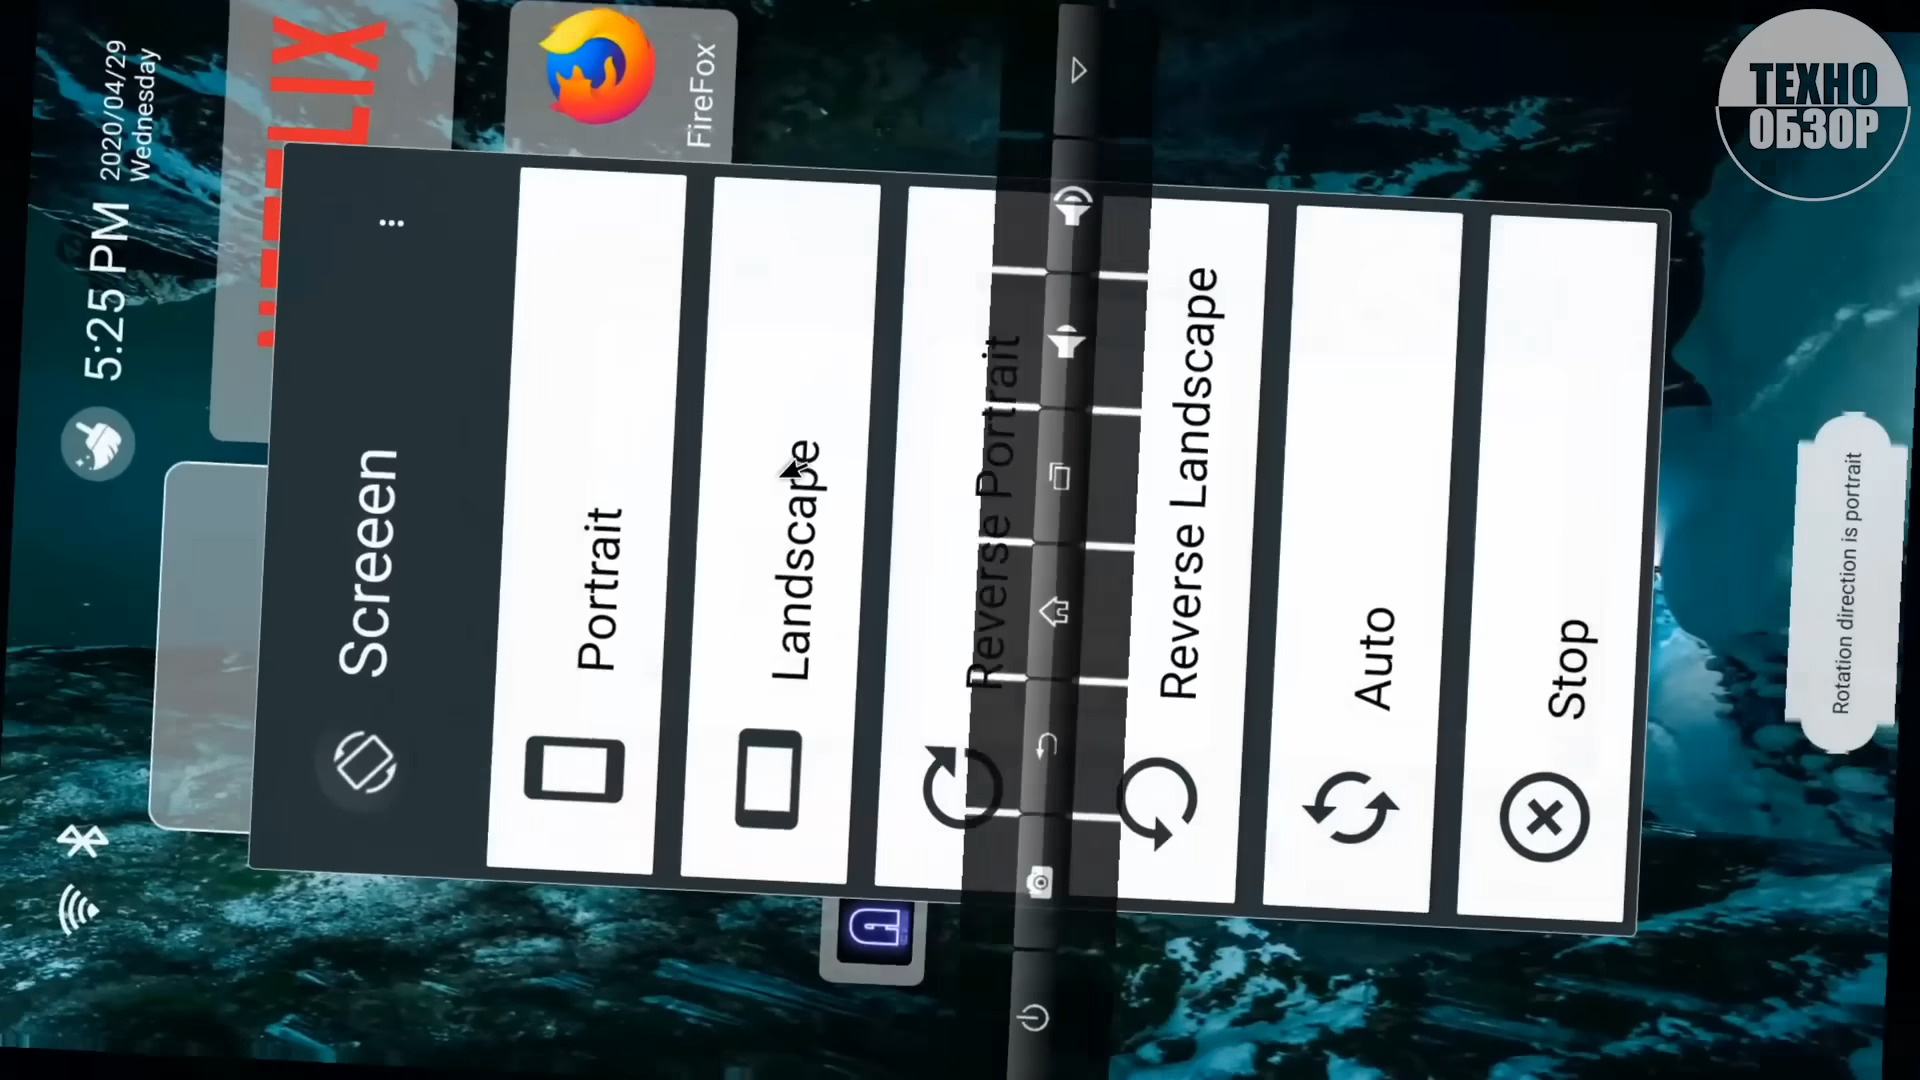 5:25 PM
2020/04/29
Wednesday
NETFLIX
FireFox
Screeen
Portrait
Landscape
Reverse Portrait
Reverse Landscape
Auto
Stop
Rotation direction is portrait
ТЕХНО
ОБЗОР